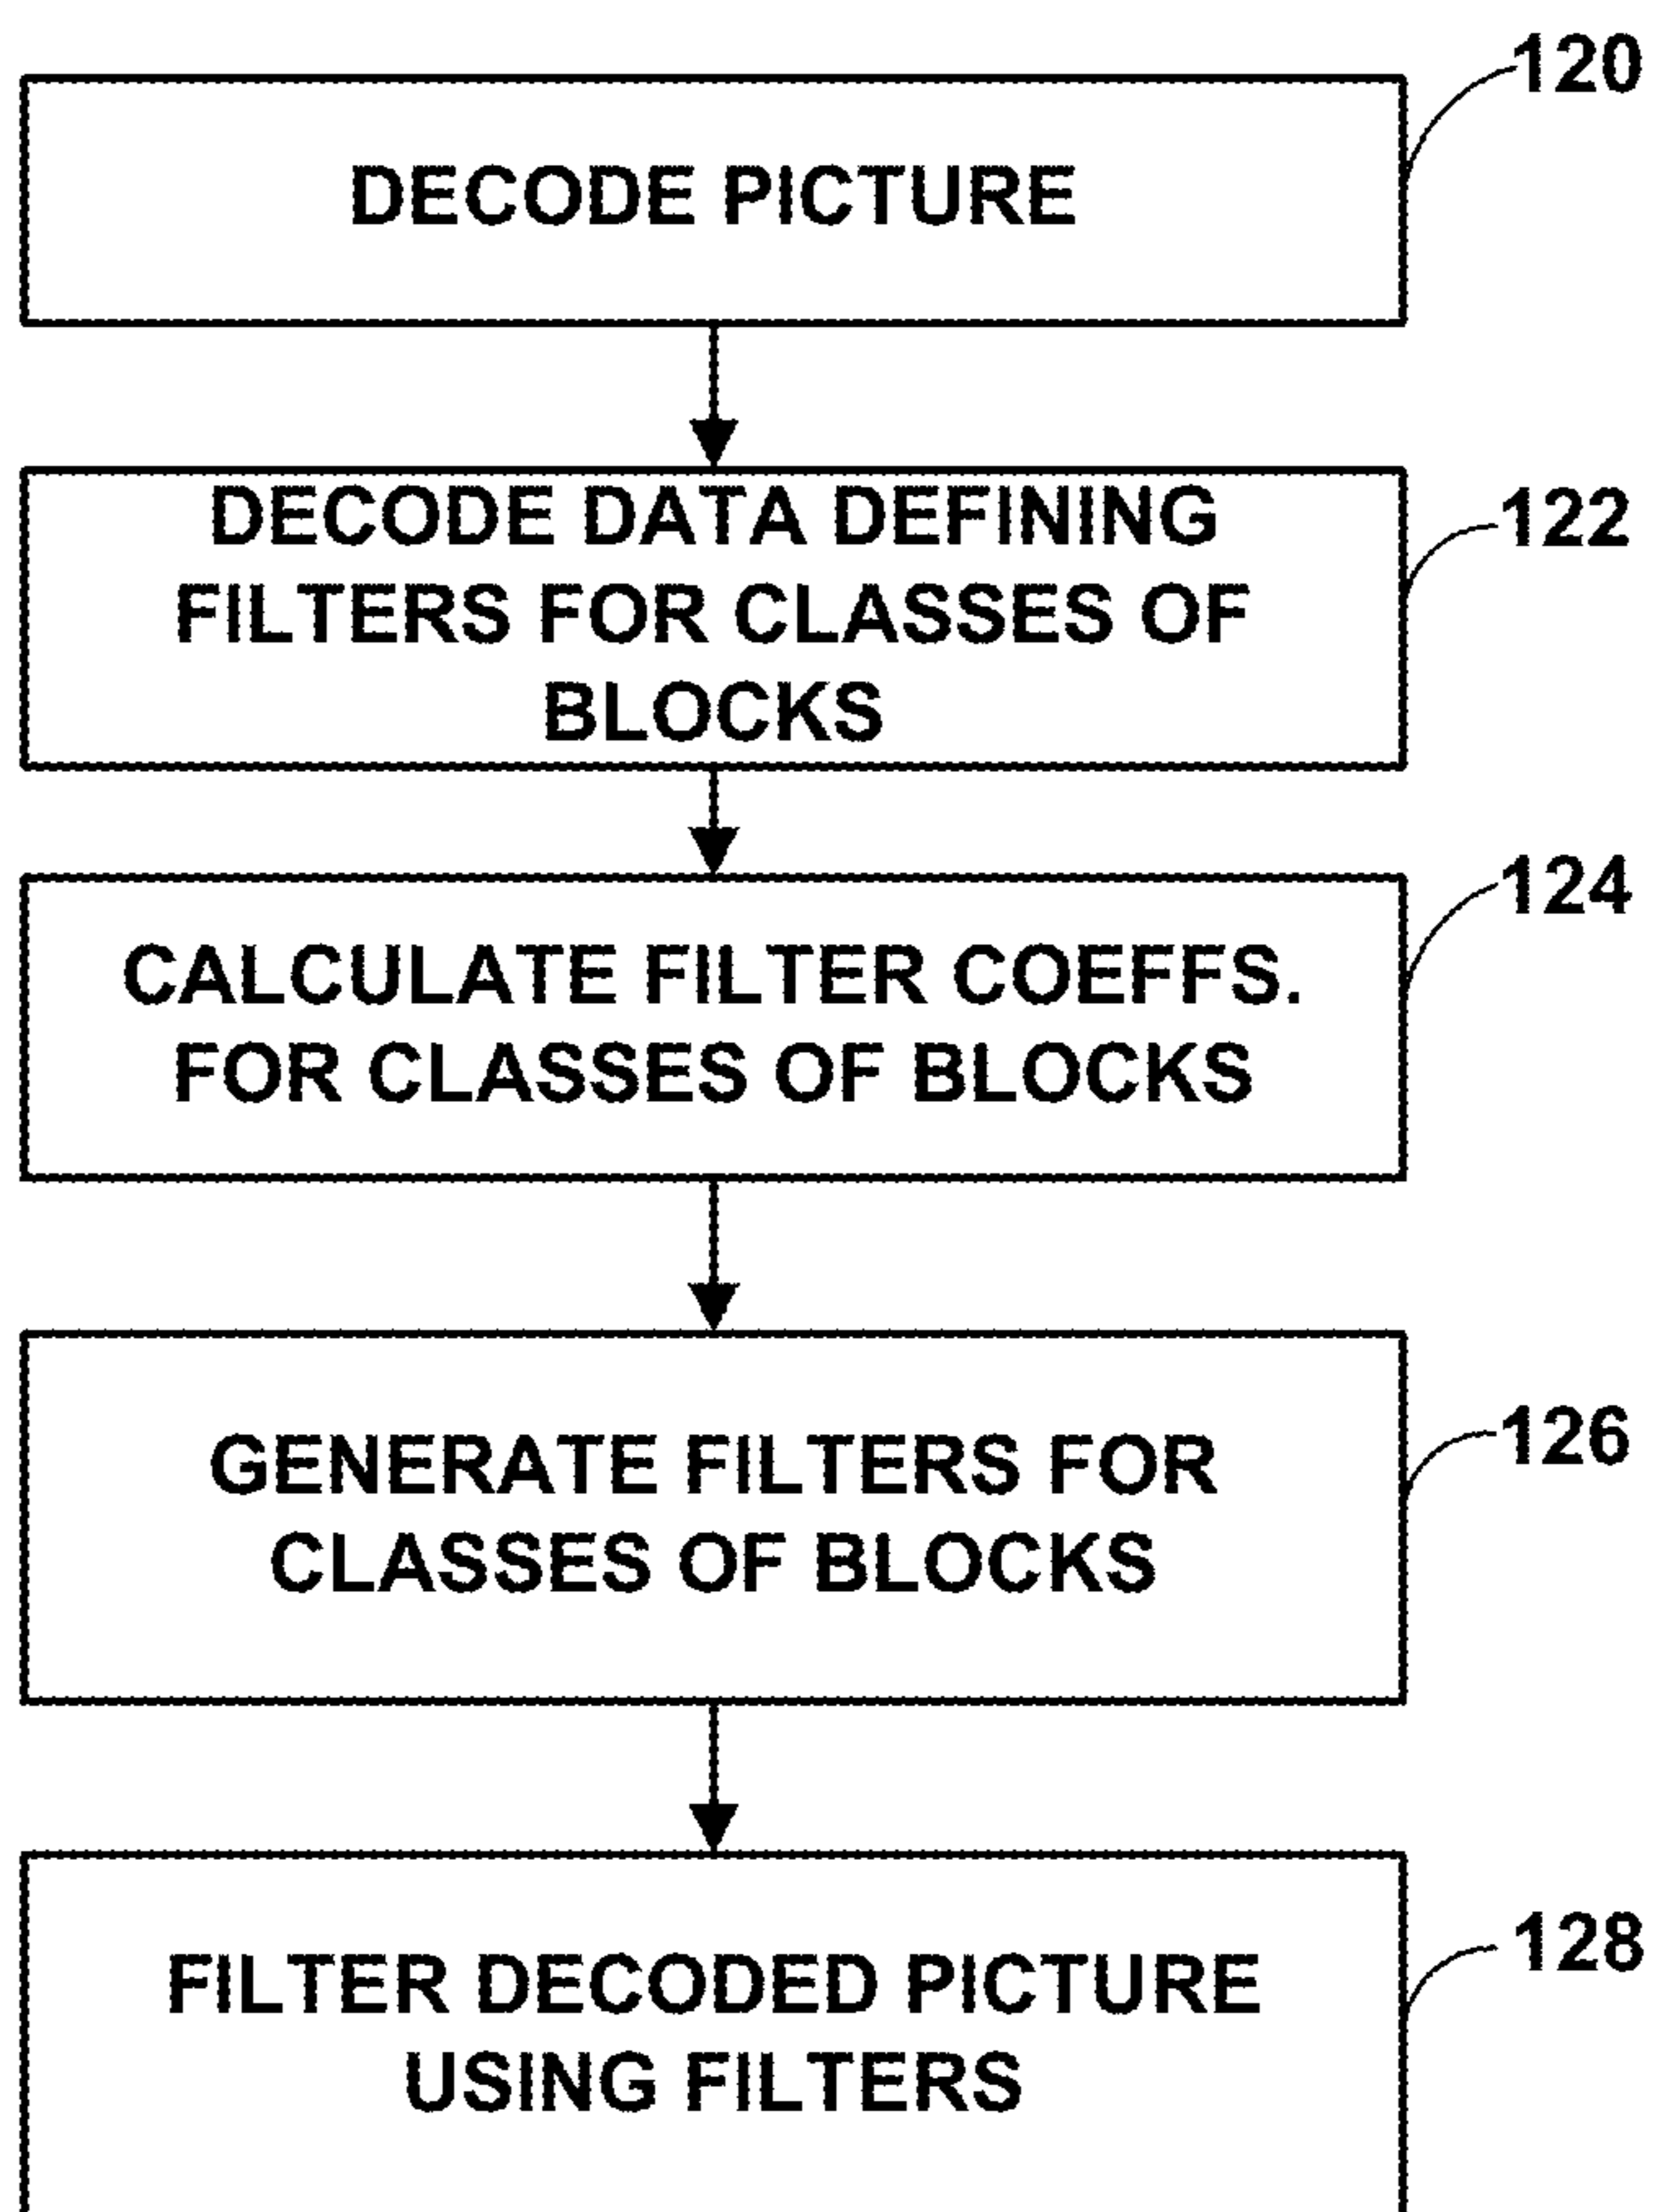 120
DECODE PICTURE
122
DECODE DATA DEFINING
FILTERS FOR CLASSES OF
BLOCKS
124
CALCULATE FILTER COEFFS.
FOR CLASSES OF BLOCKS
126
GENERATE FILTERS FOR
CLASSES OF BLOCKS
128
FILTER DECODED PICTURE
USING FILTERS